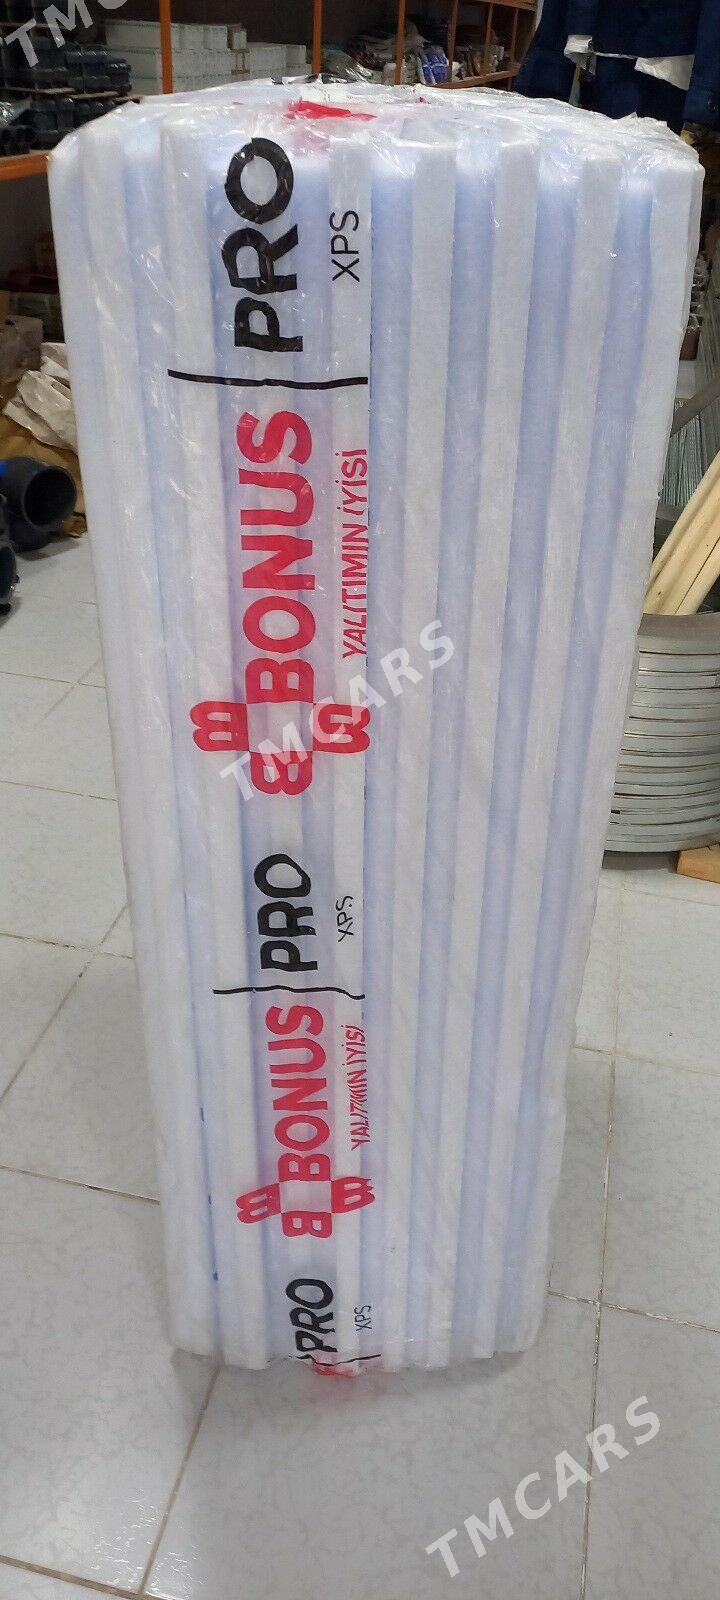 TMCARS
BONUS PRO
YALITIMIN İYİSİ XPS
B B B
TMCARS
BONUS PRO
YALITIMIN İYİSİ XPS
B B B
PRO
XPS
TMCARS